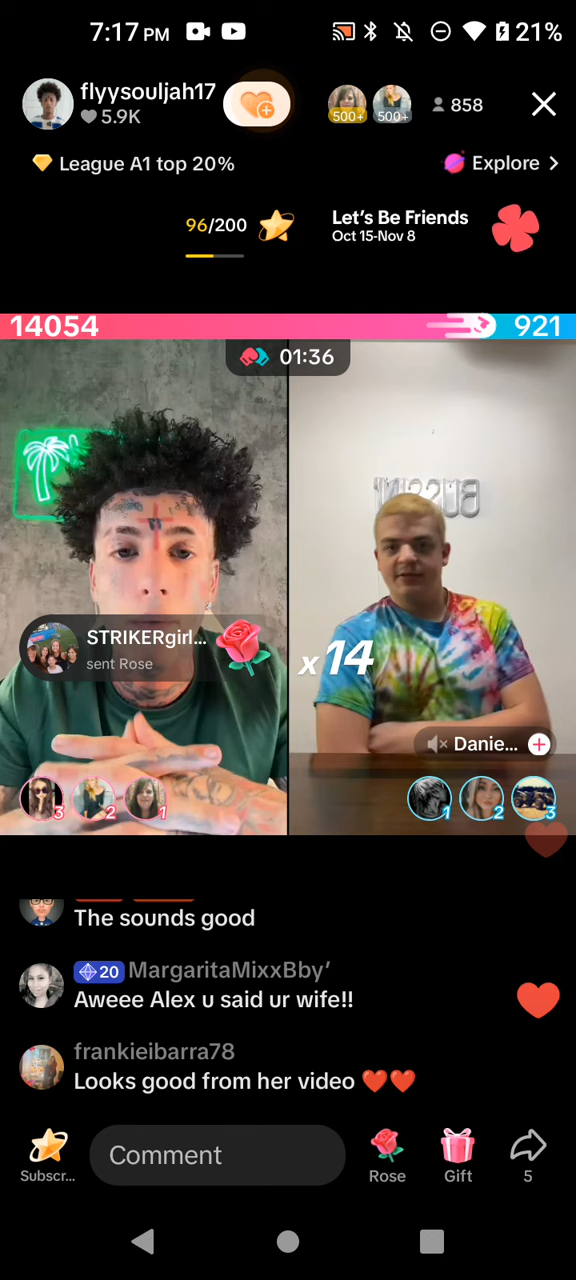 7:17 PM
21%
flyysouljah17
5.9K
500+
500+
858
League A1 top 20%
Explore
96/200
Let's Be Friends
Oct 15-Nov 8
14054
921
01:36
BUSSIN'
STRIKERgirl...
sent Rose
x14
Danie...
3
2
1
1
2
3
The sounds good
20 MargaritaMixxBby'
Aweee Alex u said ur wife!!
frankieibarra78
Looks good from her video
Subscr...
Comment
Rose
Gift
5